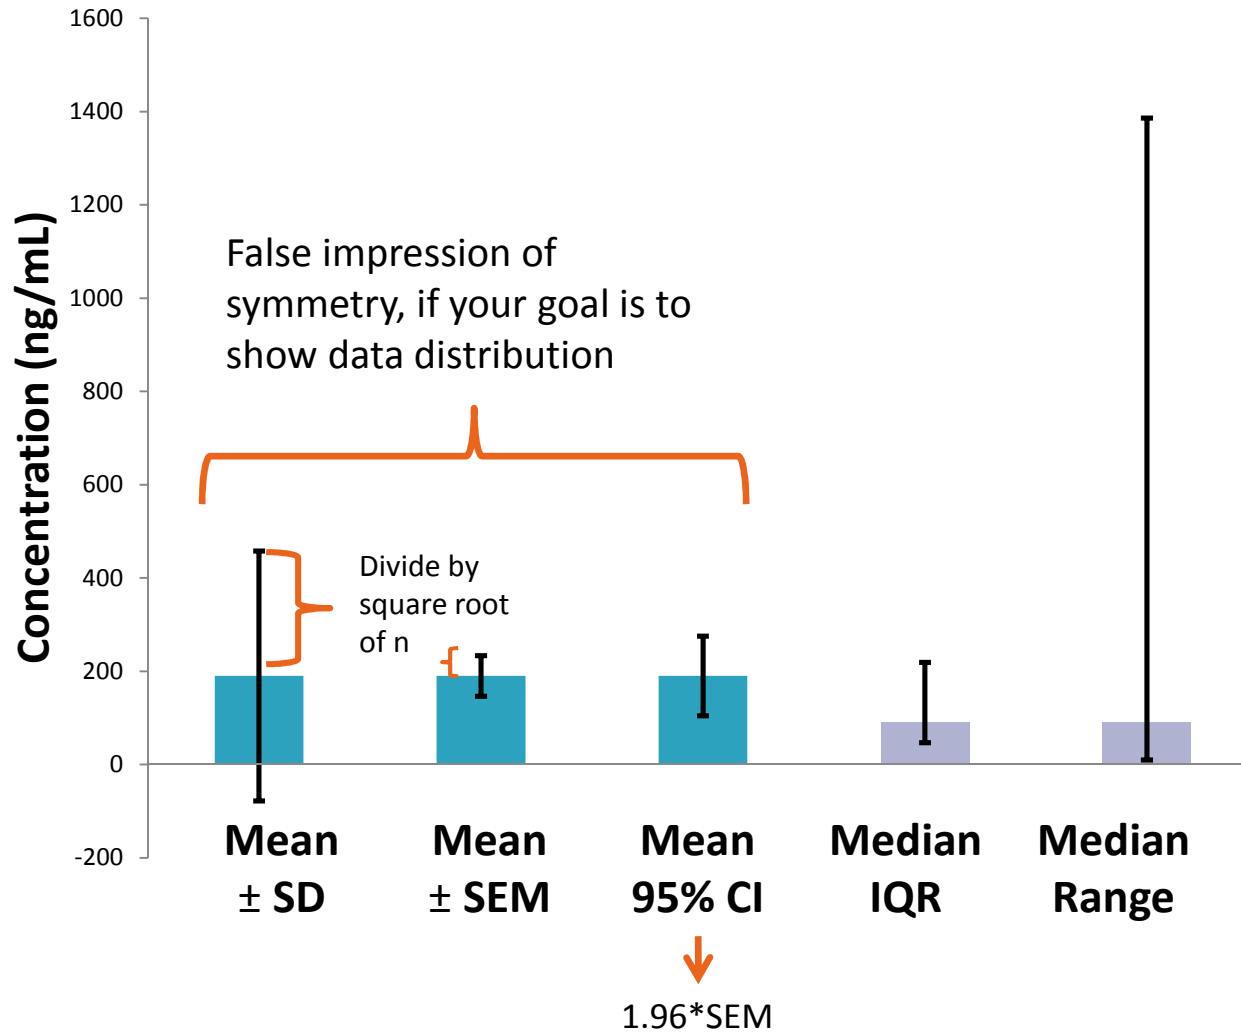 1600
1400
1200
1000
800
600
400
200
0
-200
Concentration (ng/mL)
False impression of
symmetry, if your goal is to
show data distribution
Divide by
square root
of n
Mean
± SD
Mean
± SEM
Mean
95% CI
Median
IQR
Median
Range
1.96*SEM